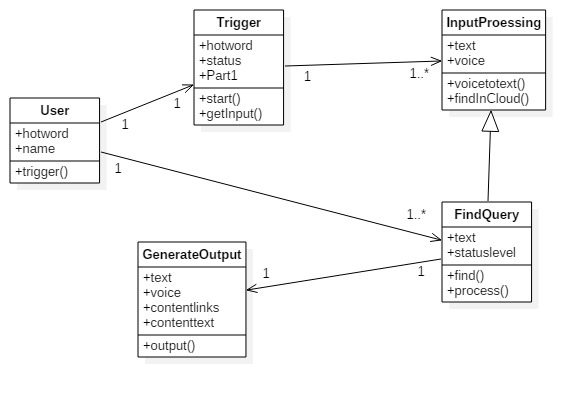 Trigger
+hotword
+status
+Part1
+start()
+getInput()
InputProessing
+text
+voice
+voicetotext()
+findInCloud()
1
1..*
User
+hotword
+name
+trigger()
1
1
1
1..*
FindQuery
+text
+statuslevel
+find()
+process()
GenerateOutput
+text
+voice
+contentlinks
+contenttext
+output()
1
1